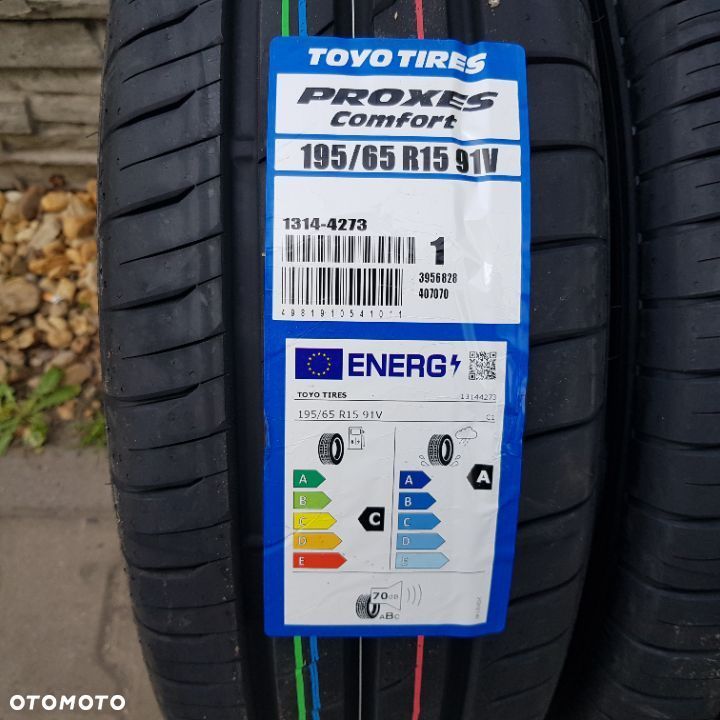 TOYO TIRES
PROXES
Comfort
195/65 R15 91V
1314-4273
1
3956828
407070
4981910541011
ENERG
TOYO TIRES
13144273
195/65 R15 91V
C1
A
B
C
D
E
C
A
B
C
D
E
A
70dB
ABC
OTOMOTO